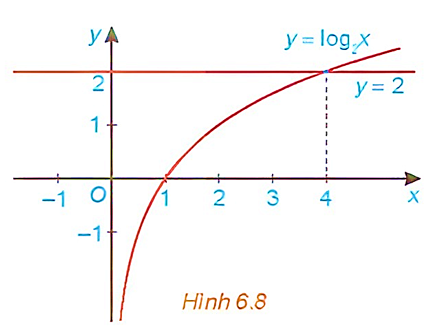 y
y = log₂x
2
y = 2
1
−1 O 1 2 3 4 x
−1
Hình 6.8